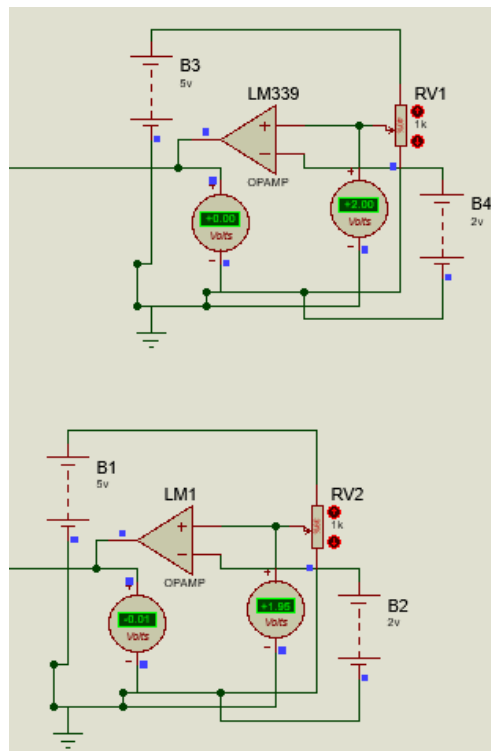 B3
5v
LM339
OPAMP
+
−
RV1
1k
+
+0.00
Volts
−
+
+2.00
Volts
−
B4
2v
B1
5v
LM1
OPAMP
+
−
RV2
1k
+
-0.01
Volts
−
+
+1.95
Volts
−
B2
2v